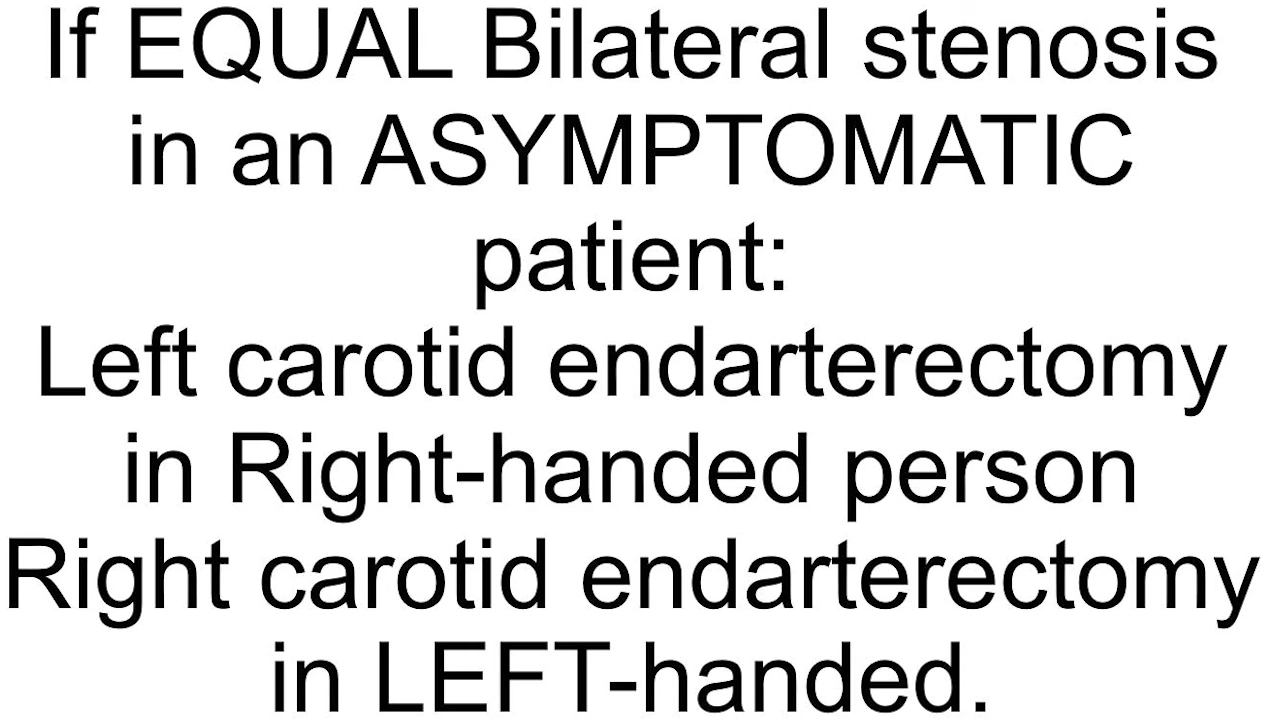 If EQUAL Bilateral stenosis
in an ASYMPTOMATIC
patient:
Left carotid endarterectomy
in Right-handed person
Right carotid endarterectomy
in LEFT-handed.